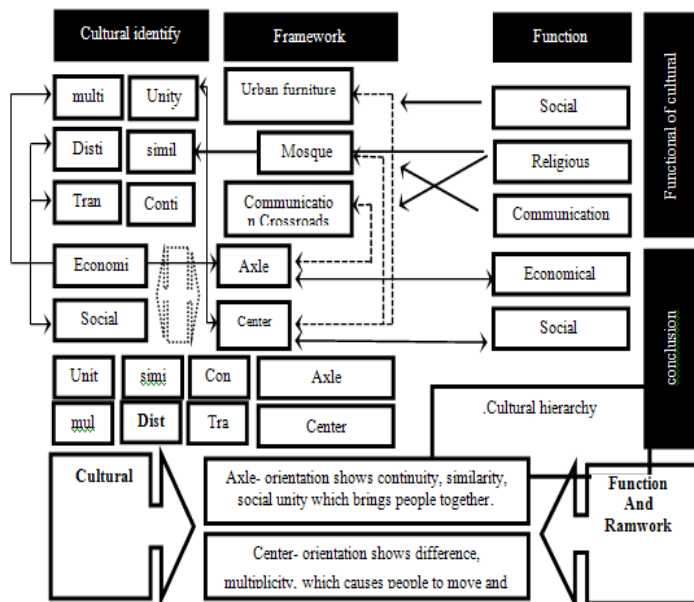 Cultural identify
Framework
Function
Functional of cultural
multi
Unity
Urban furniture
Social
Disti
simil
Mosque
Religious
Tran
Conti
Communicatio
n Crossroads
Communication
Economi
Axle
Economical
Social
Center
Social
conclusion
Unit
simi
Con
Axle
mul
Dist
Tra
Center
.Cultural hierarchy
Cultural
Axle- orientation shows continuity, similarity,
social unity which brings people together.
Center- orientation shows difference,
multiplicity, which causes people to move and
Function
And
Ramwork